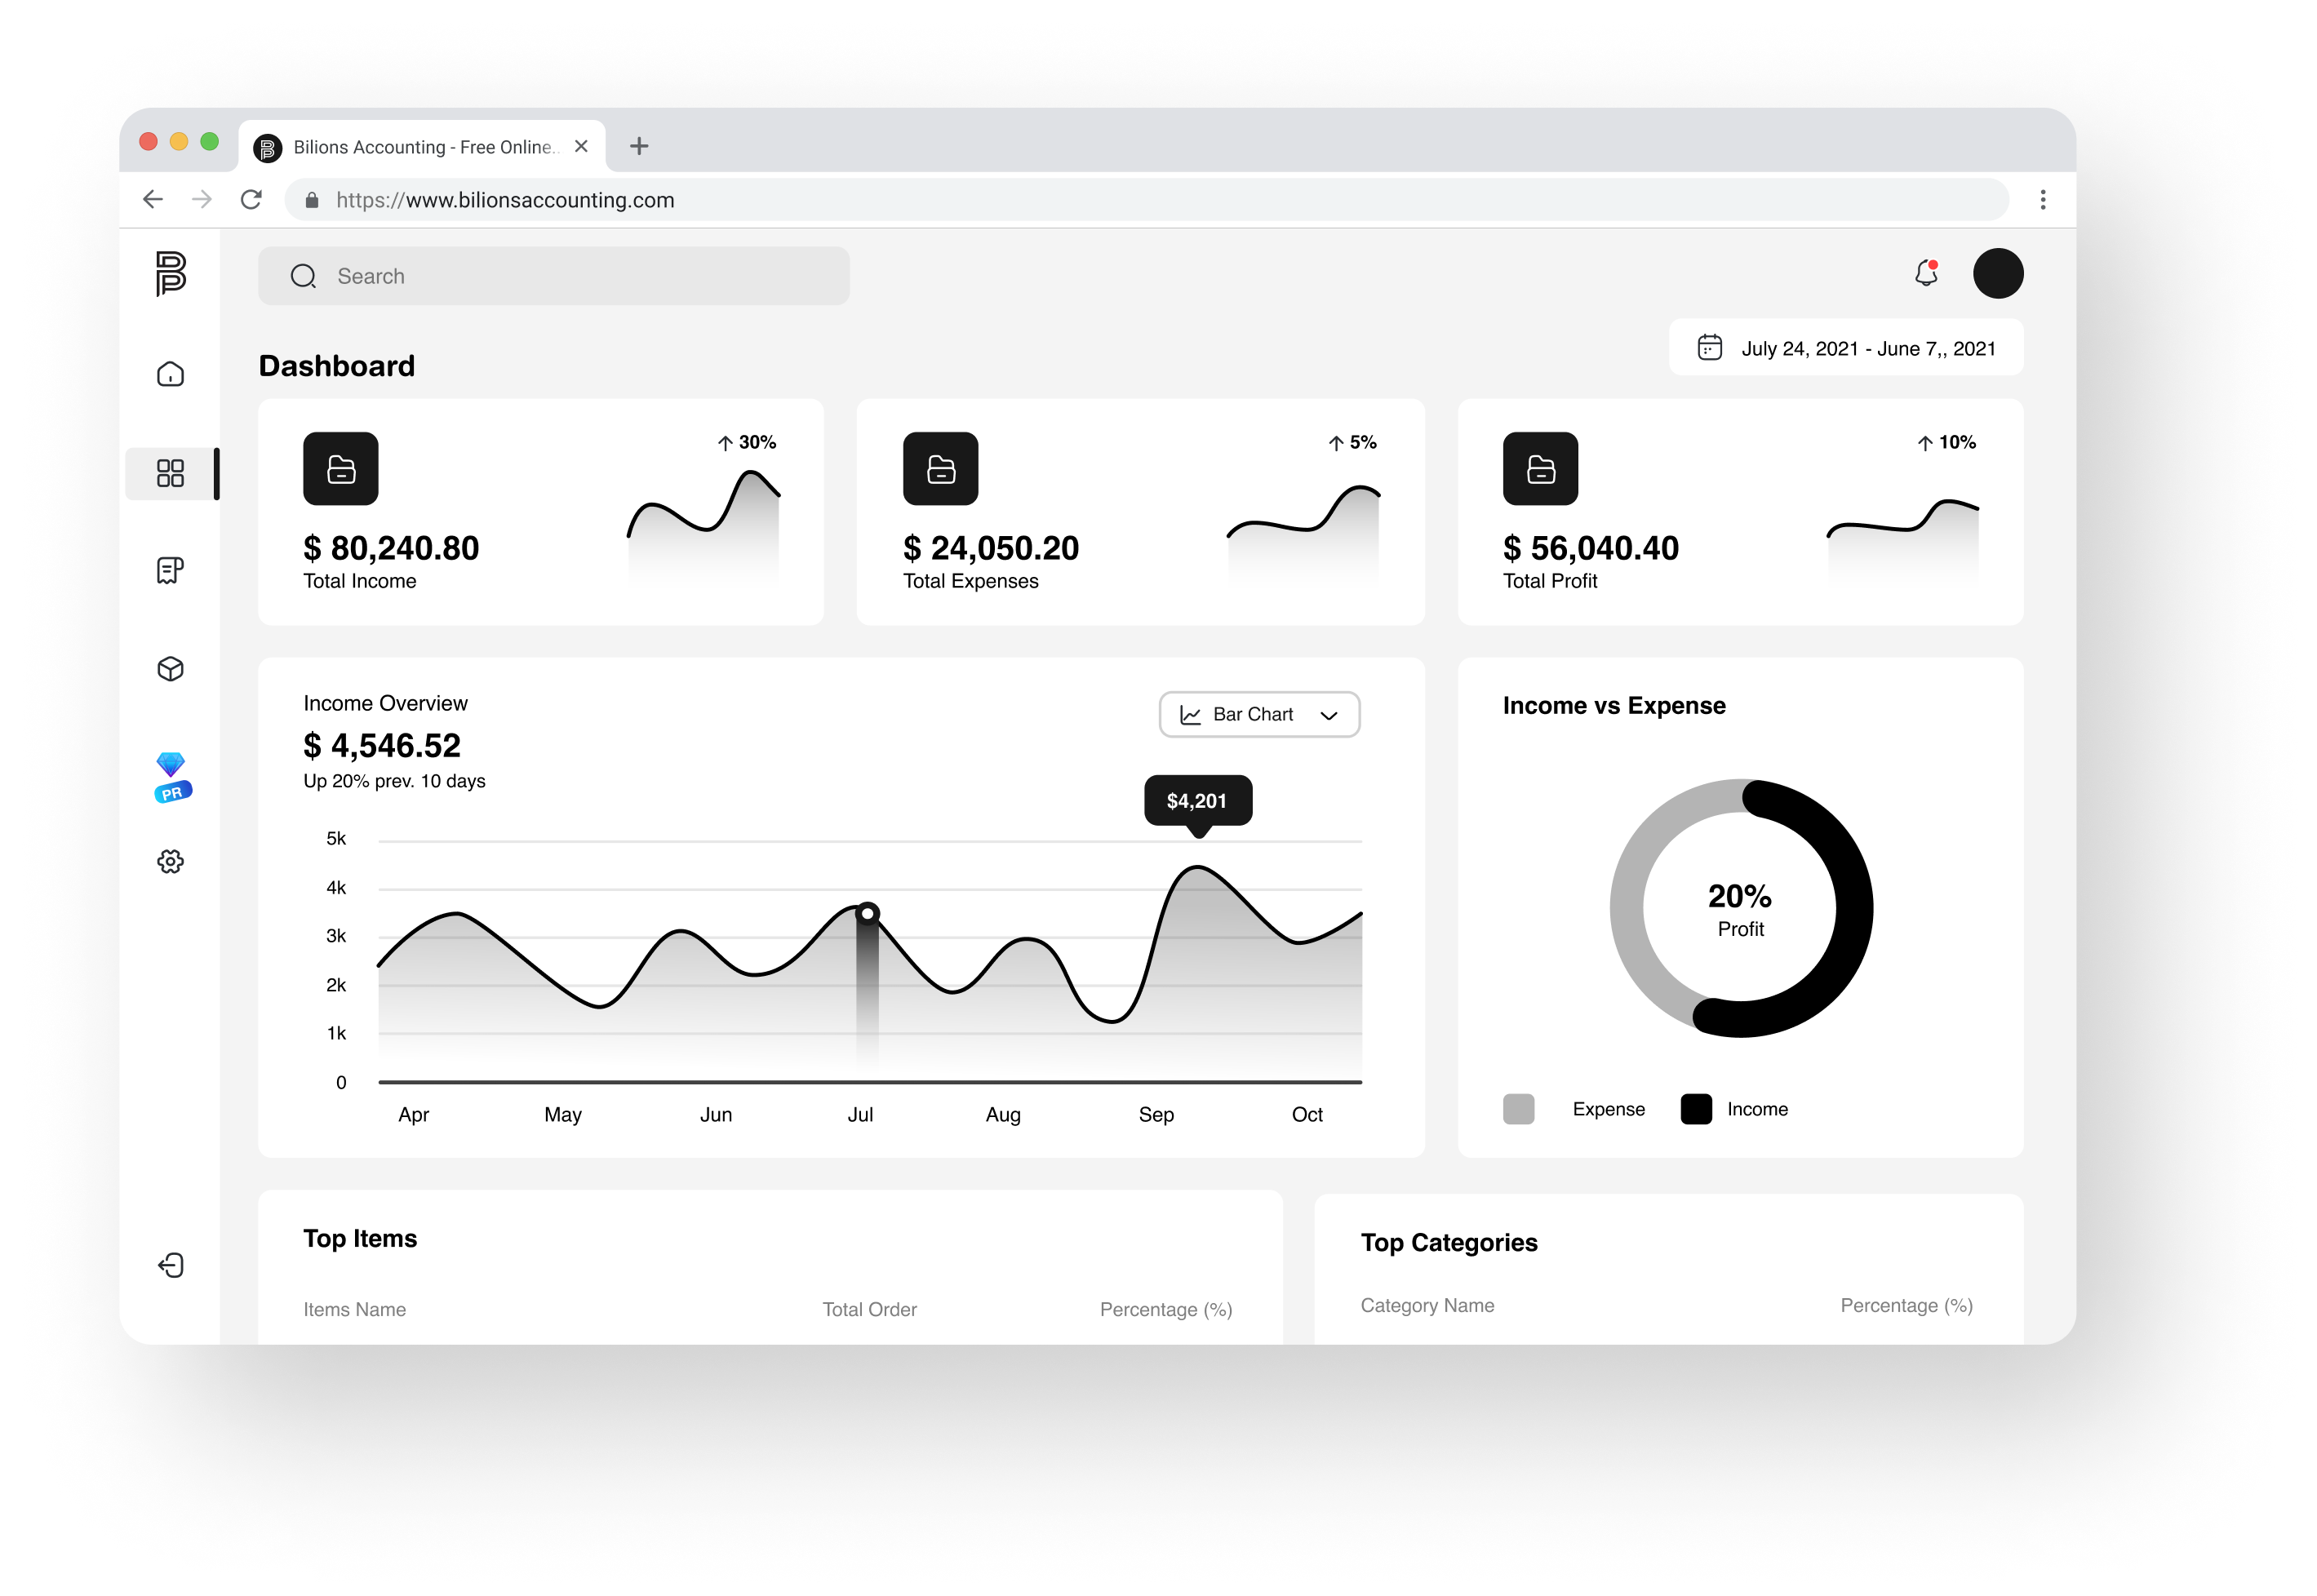 Bilions Accounting - Free Online..
https://www.bilionsaccounting.com
Search
July 24, 2021 - June 7,, 2021
Dashboard
30%
$ 80,240.80
Total Income
5%
$ 24,050.20
Total Expenses
10%
$ 56,040.40
Total Profit
Income Overview
$ 4,546.52
Up 20% prev. 10 days
Bar Chart
$4,201
5k
4k
3k
2k
1k
0
Apr May Jun Jul Aug Sep Oct
Income vs Expense
20%
Profit
Expense Income
PR
Top Items
Items Name Total Order Percentage (%)
Top Categories
Category Name Percentage (%)